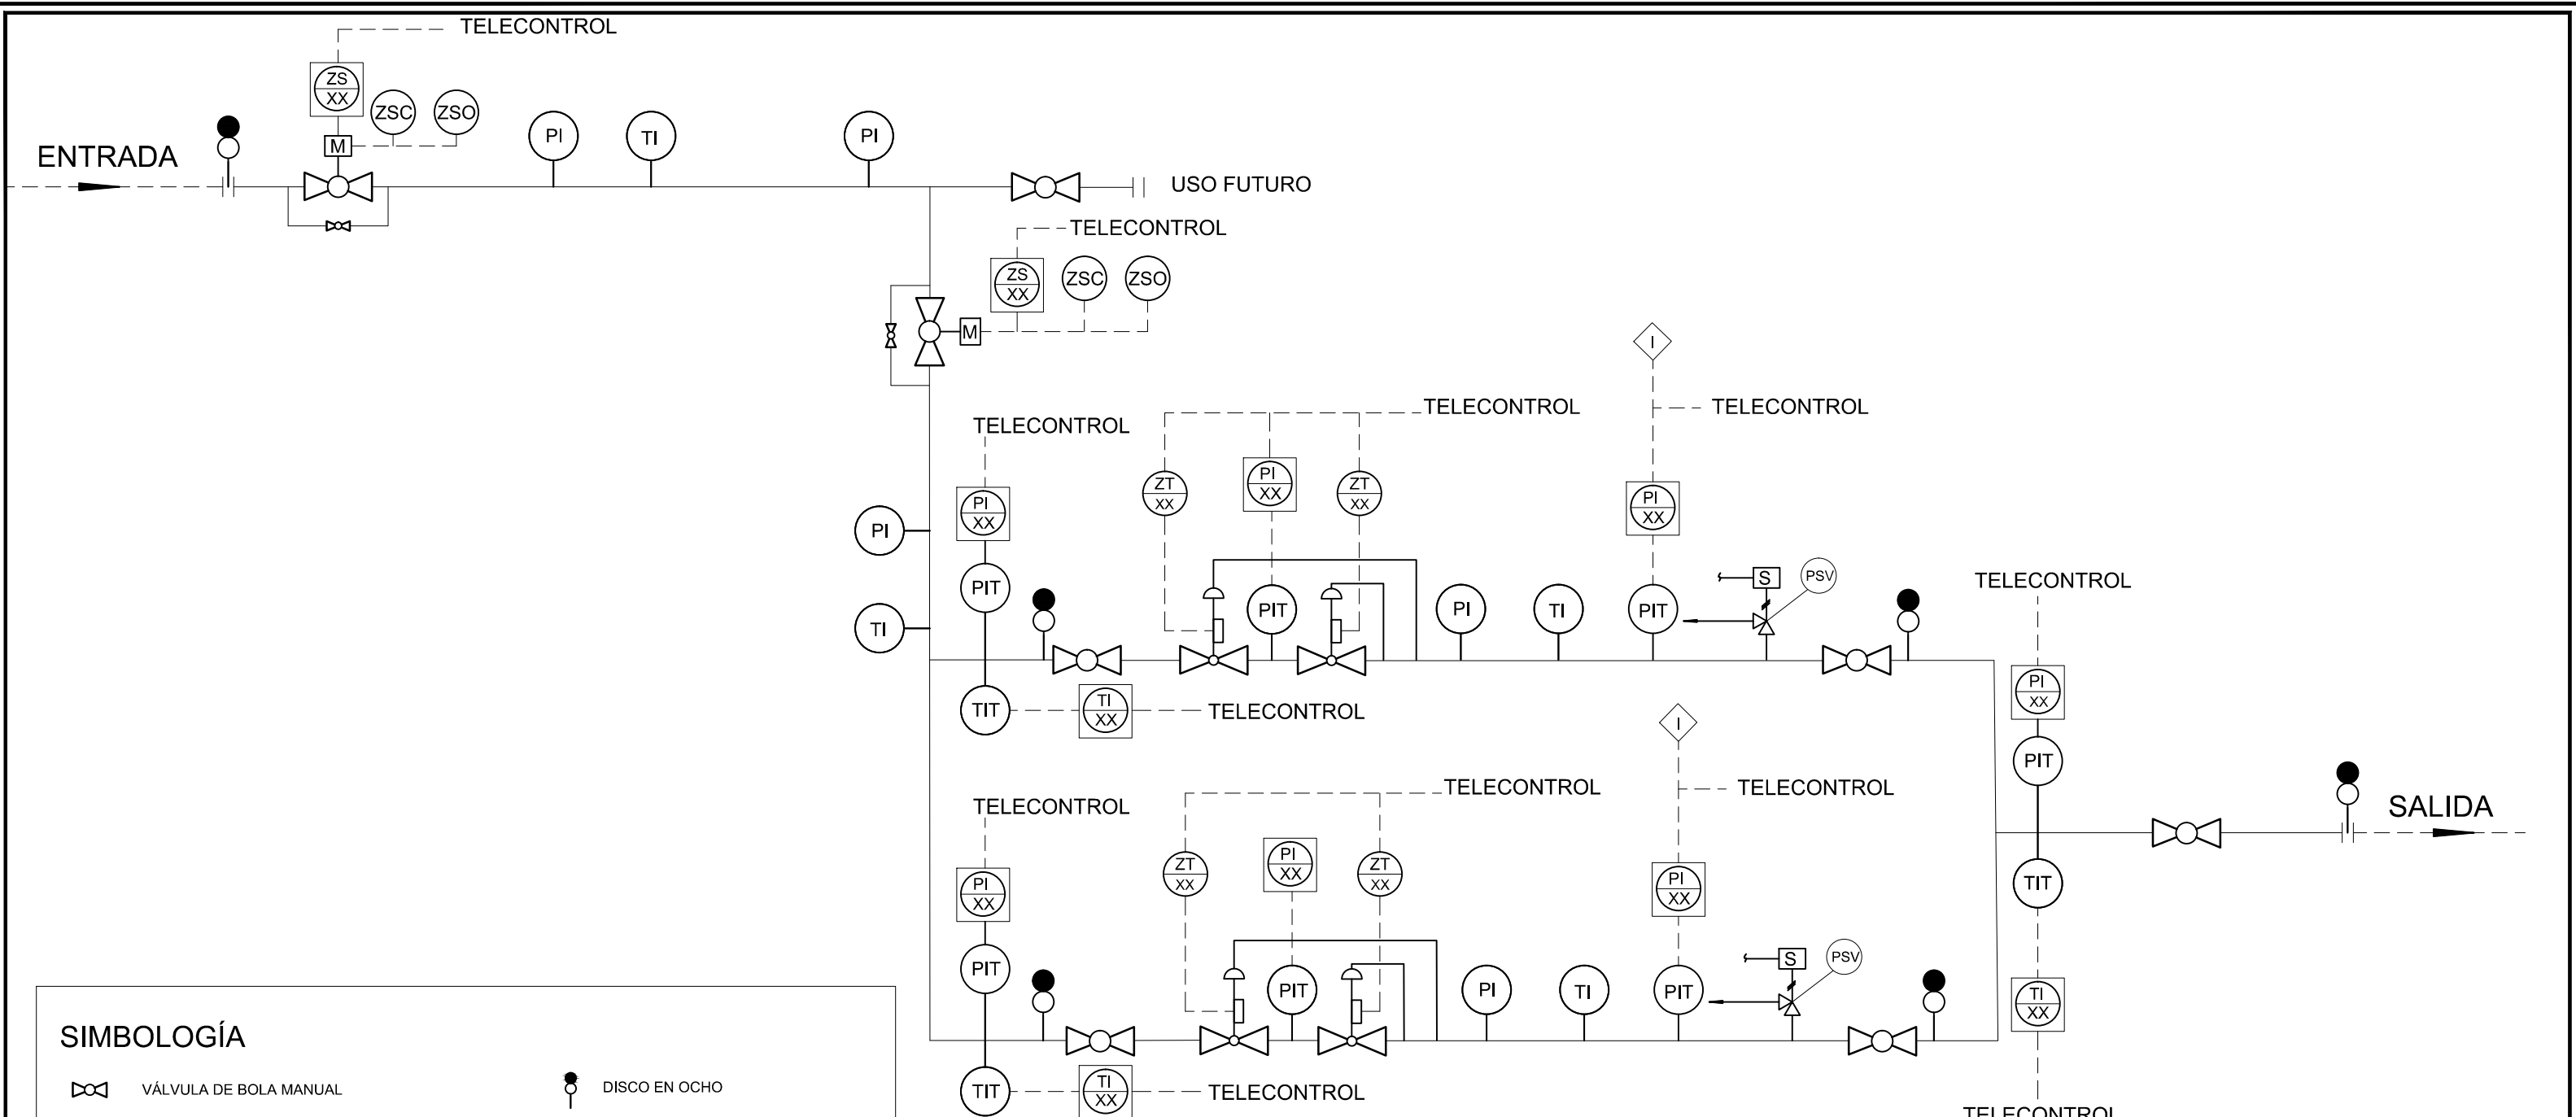 TELECONTROL
ZS
XX
ZSC
ZSO
M
PI
TI
PI
ENTRADA
USO FUTURO
TELECONTROL
ZS
XX
ZSC
ZSO
M
I
TELECONTROL
TELECONTROL
TELECONTROL
PI
XX
ZT
XX
PI
XX
ZT
XX
PI
XX
PI
PIT
PIT
PI
TI
PIT
S
PSV
TELECONTROL
TI
PI
XX
TIT
TI
XX
TELECONTROL
I
PIT
TELECONTROL
TELECONTROL
TELECONTROL
SALIDA
PI
XX
ZT
XX
PI
XX
ZT
XX
PI
XX
TIT
PIT
PIT
PI
TI
PIT
S
PSV
TI
XX
TIT
TI
XX
TELECONTROL
TELECONTROL
SIMBOLOGÍA
VÁLVULA DE BOLA MANUAL
DISCO EN OCHO